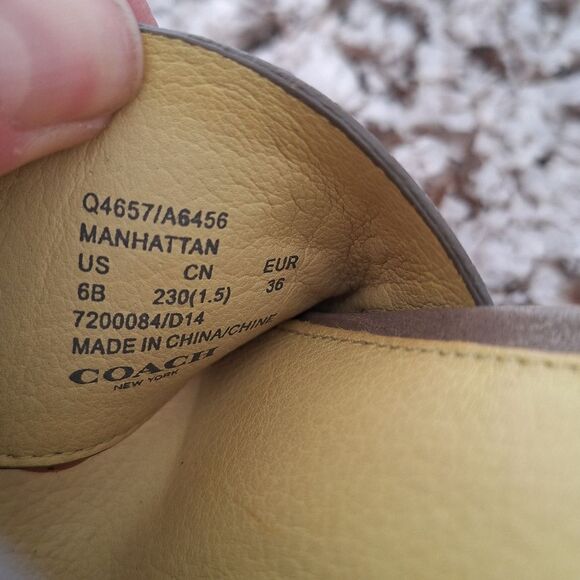 Q4657/A6456
MANHATTAN
US CN EUR
6B 230(1.5) 36
7200084/D14
MADE IN CHINA/CHINE
COACH
NEW YORK